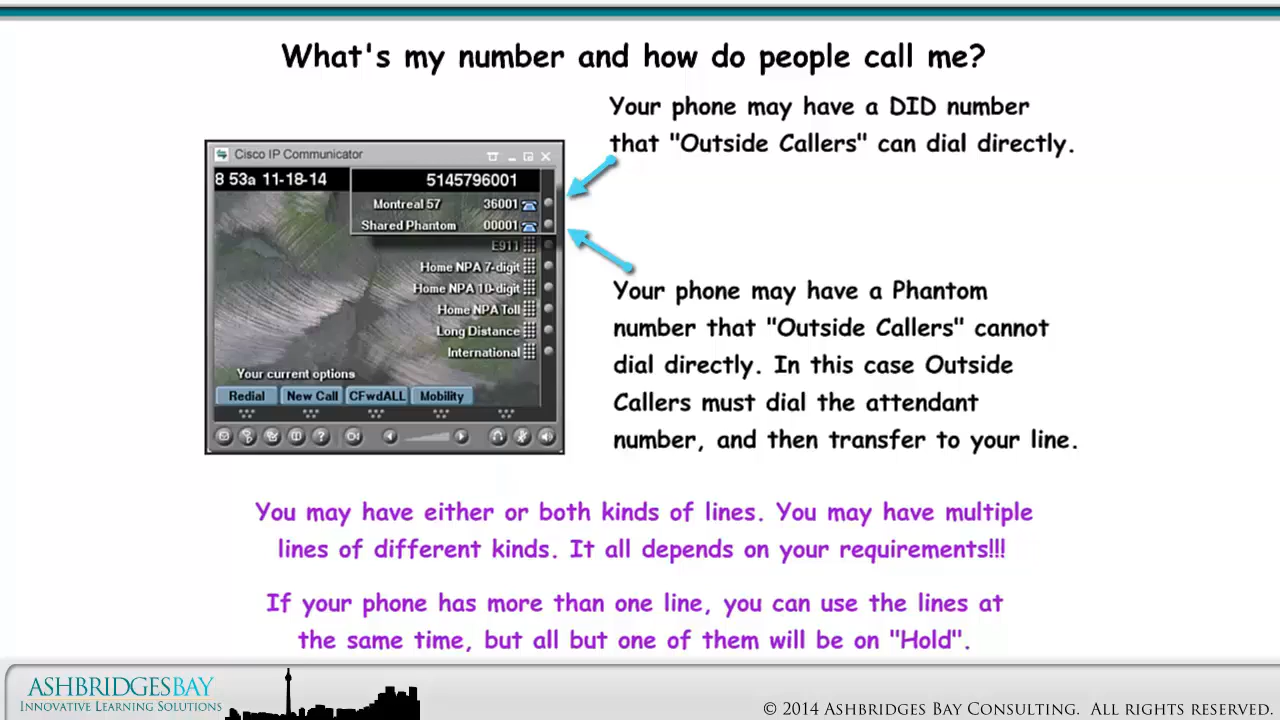 What's my number and how do people call me?
Your phone may have a DID number
that "Outside Callers" can dial directly.
Cisco IP Communicator
8 53a 11-18-14
5145796001
Montreal 57 36001
Shared Phantom 00001
E911
Home NPA 7-digit
Home NPA 10-digit
Home NPA Toll
Long Distance
International
Your current options
Redial New Call CFwdALL Mobility
Your phone may have a Phantom
number that "Outside Callers" cannot
dial directly. In this case Outside
Callers must dial the attendant
number, and then transfer to your line.
You may have either or both kinds of lines. You may have multiple
lines of different kinds. It all depends on your requirements!!!
If your phone has more than one line, you can use the lines at
the same time, but all but one of them will be on "Hold".
ASHBRIDGESBAY
INNOVATIVE LEARNING SOLUTIONS
© 2014 ASHBRIDGES BAY CONSULTING. ALL RIGHTS RESERVED.